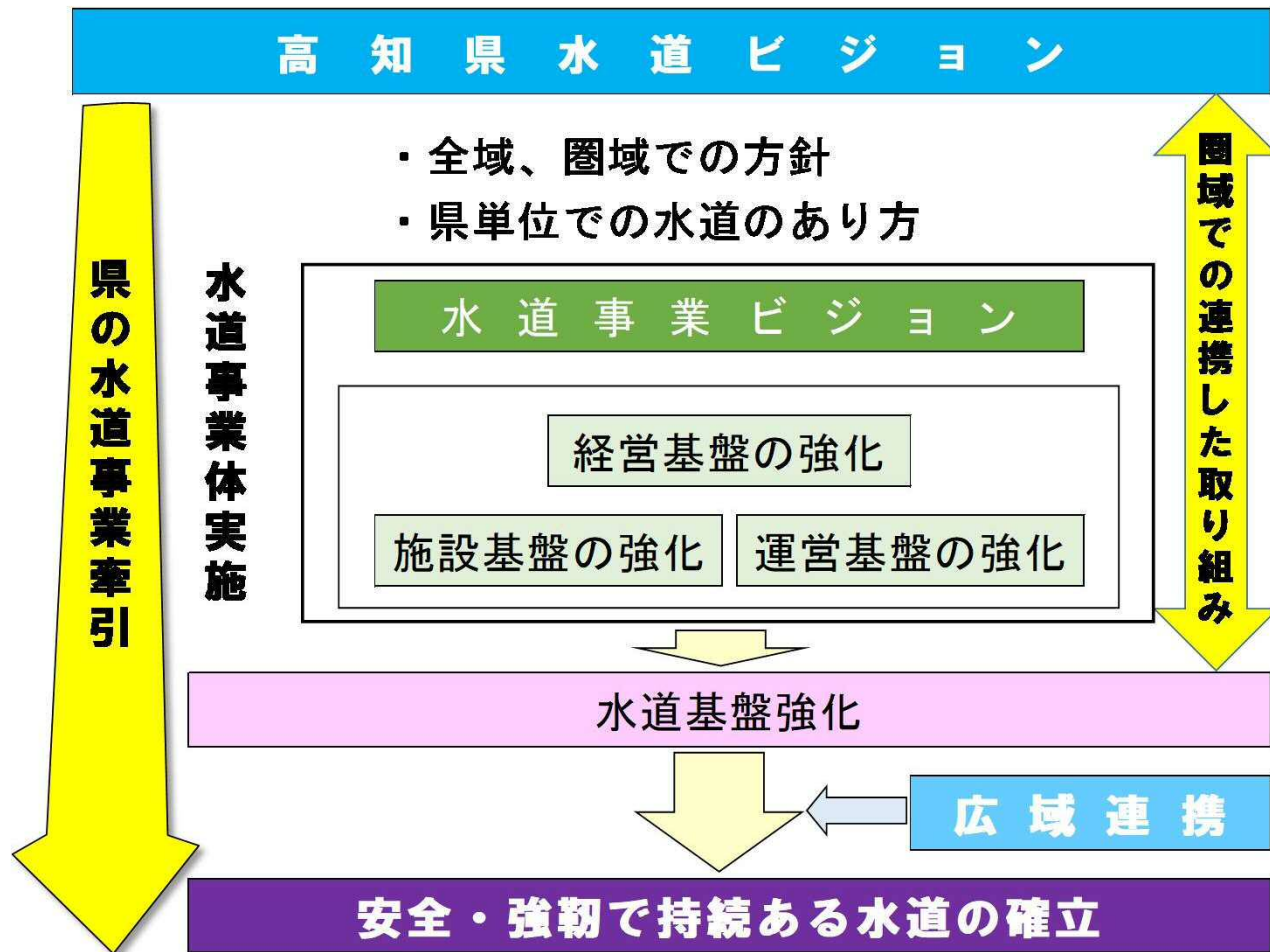 高知県水道ビジョン
・全域、圏域での方針
・県単位での水道のあり方
県の水道事業牽引
水道事業体実施
圏域での連携した取り組み
水道事業ビジョン
経営基盤の強化
施設基盤の強化
運営基盤の強化
水道基盤強化
広域連携
安全・強靭で持続ある水道の確立